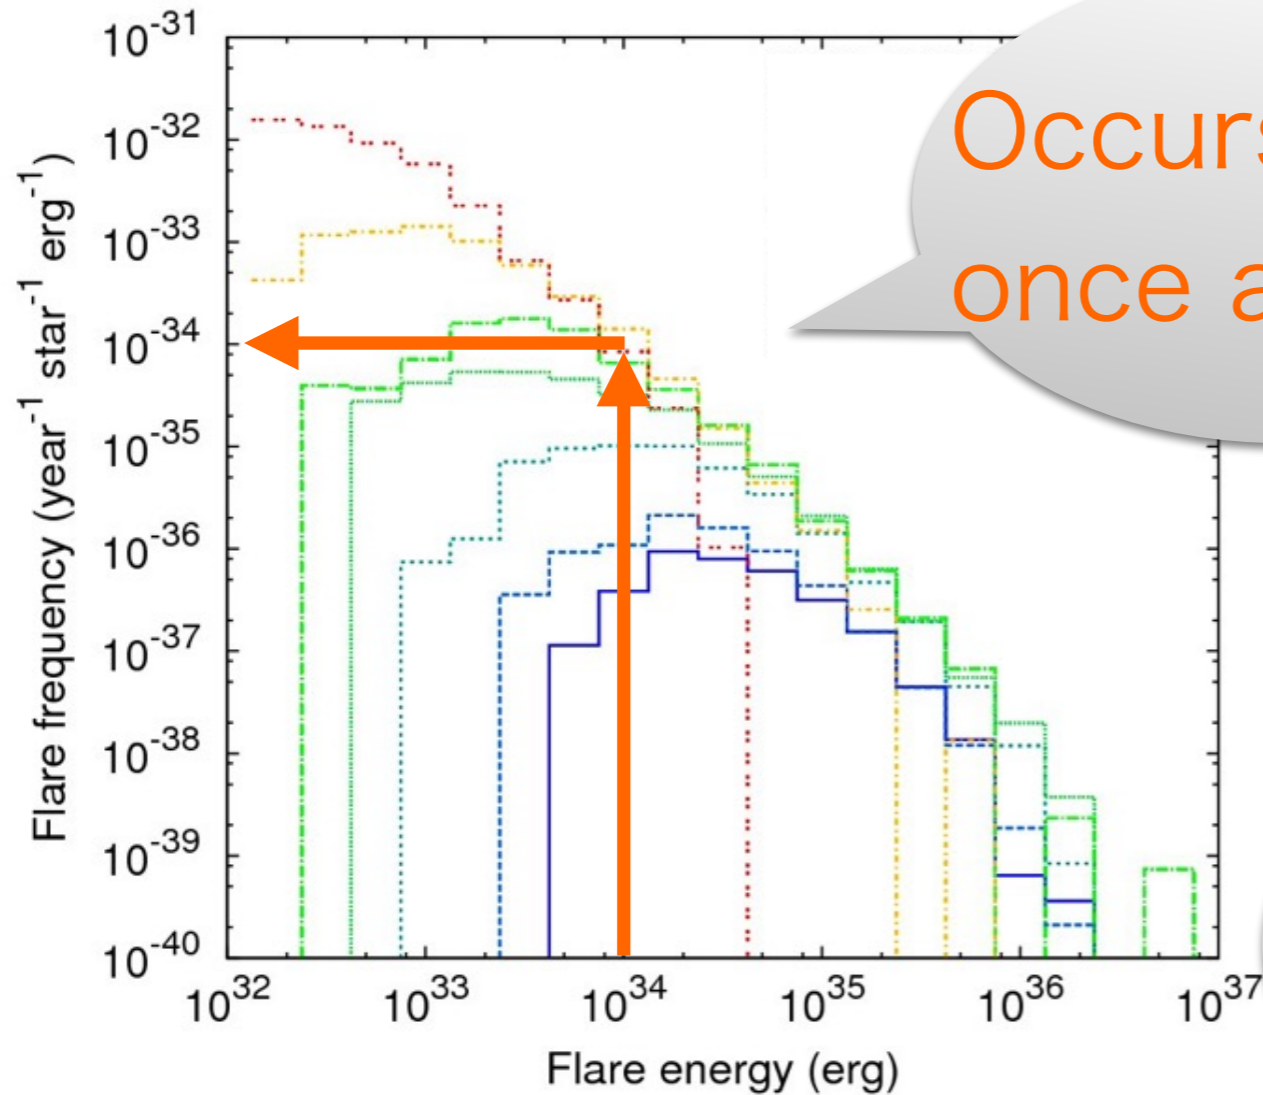 10^-31
10^-32
10^-33
10^-34
10^-35
10^-36
10^-37
10^-38
10^-39
10^-40
Flare frequency (year^-1 star^-1 erg^-1)
10^32 10^33 10^34 10^35 10^36 10^37
Flare energy (erg)
Occurs
once a